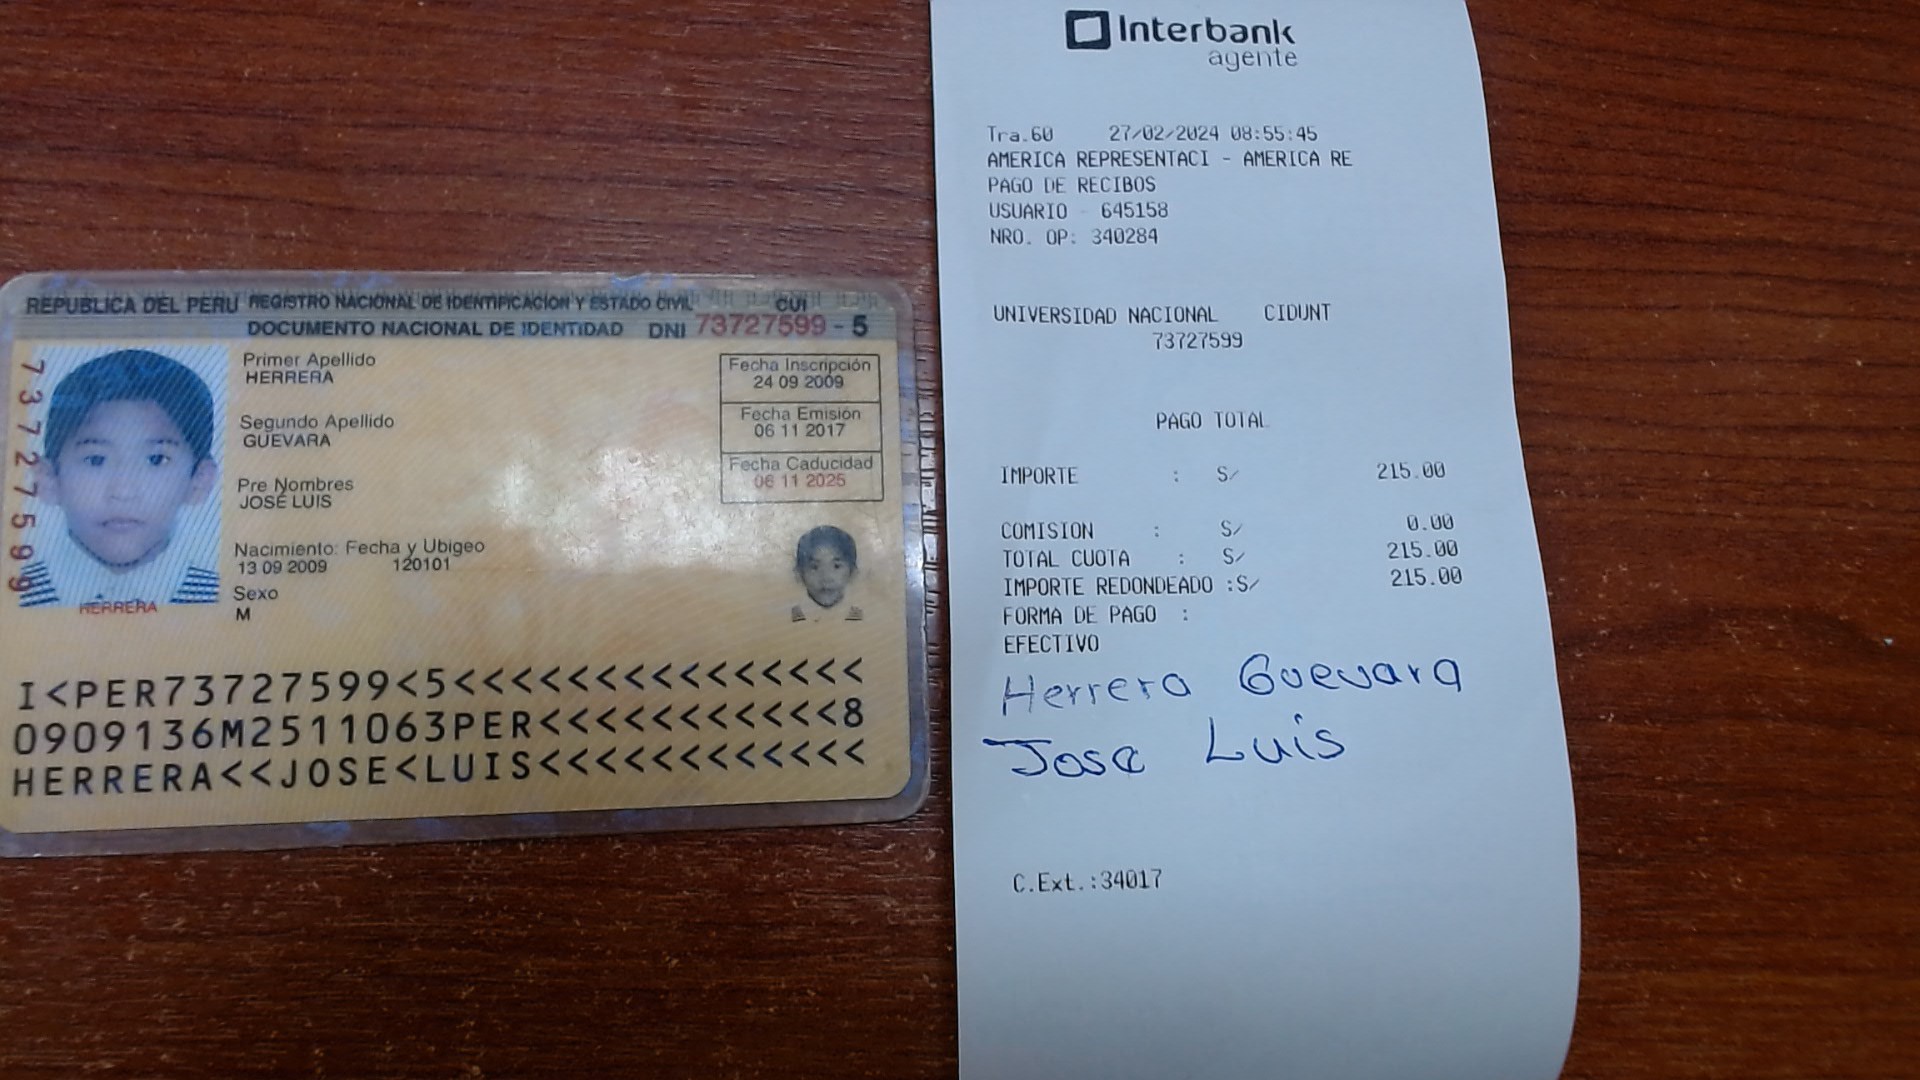 REPUBLICA DEL PERU REGISTRO NACIONAL DE IDENTIFICACION Y ESTADO CIVIL CUI
DOCUMENTO NACIONAL DE IDENTIDAD DNI 73727599 - 5
73727599
Primer Apellido
HERRERA
Segundo Apellido
GUEVARA
Pre Nombres
JOSÉ LUIS
Nacimiento: Fecha y Ubigeo
13 09 2009 120101
Sexo
M
HERRERA
Fecha Inscripción
24 09 2009
Fecha Emisión
06 11 2017
Fecha Caducidad
06 11 2025
I<PER73727599<5<<<<<<<<<<<<<<<
0909136M2511063PER<<<<<<<<<<<8
HERRERA<<JOSE<LUIS<<<<<<<<<<<<
Interbank
agente
Tra.60 27/02/2024 08:55:45
AMERICA REPRESENTACI - AMERICA RE
PAGO DE RECIBOS
USUARIO - 645158
NRO. OP: 340284
UNIVERSIDAD NACIONAL CIDUNT
73727599
PAGO TOTAL
IMPORTE : S/ 215.00
COMISION : S/ 0.00
TOTAL CUOTA : S/ 215.00
IMPORTE REDONDEADO :S/ 215.00
FORMA DE PAGO :
EFECTIVO
Herrera Guevara
Jose Luis
C.Ext.:34017